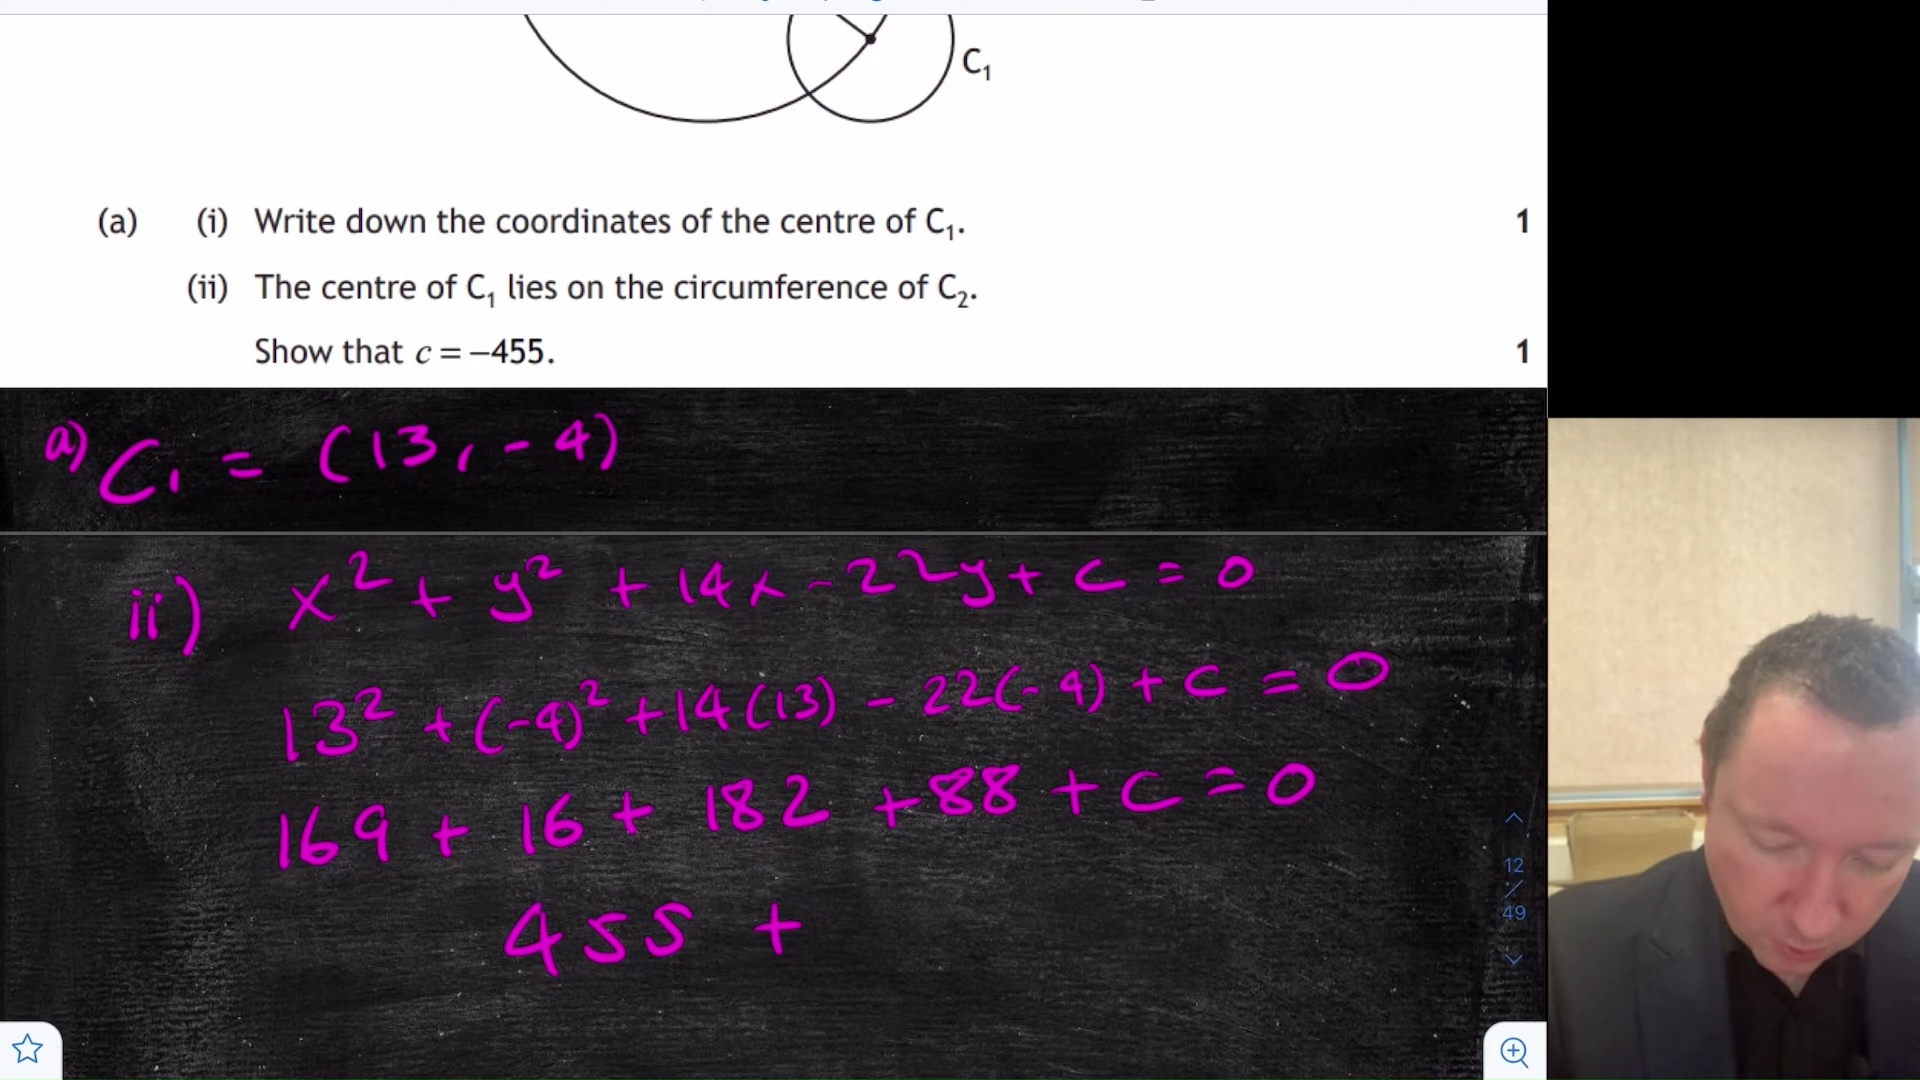 C₁
(a) (i) Write down the coordinates of the centre of C₁. 1
(ii) The centre of C₁ lies on the circumference of C₂.
Show that c = −455. 1
a) C₁ = (13, -4)
ii) x² + y² + 14x - 22y + c = 0
13² + (-4)² + 14(13) - 22(-4) + c = 0
169 + 16 + 182 + 88 + c = 0
455 +
12
/
49